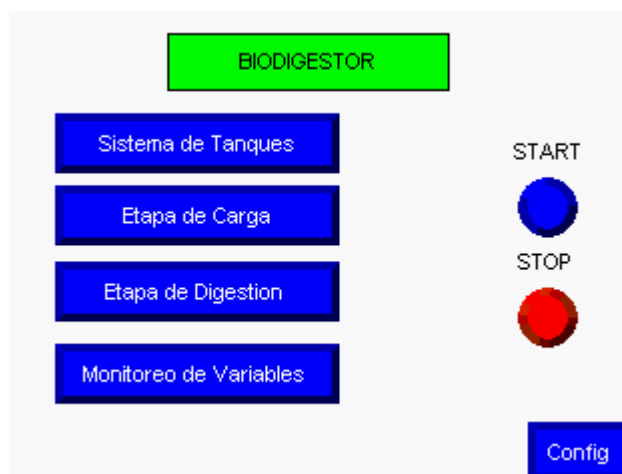 BIODIGESTOR
Sistema de Tanques
Etapa de Carga
Etapa de Digestion
Monitoreo de Variables
START
STOP
Config